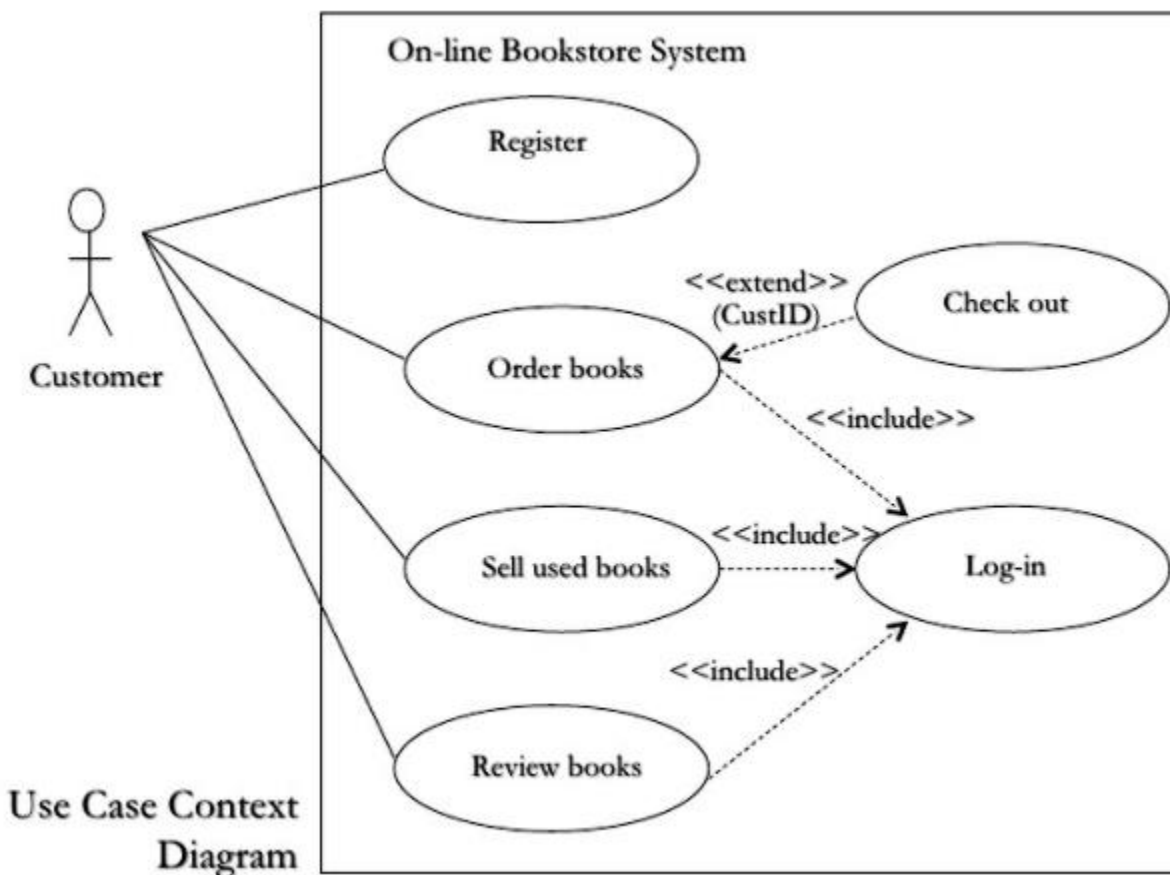 On-line Bookstore System
Register
<<extend>>
(CustID)
Check out
Customer
Order books
<<include>>
<<include>>
Sell used books
Log-in
<<include>>
Review books
Use Case Context
Diagram